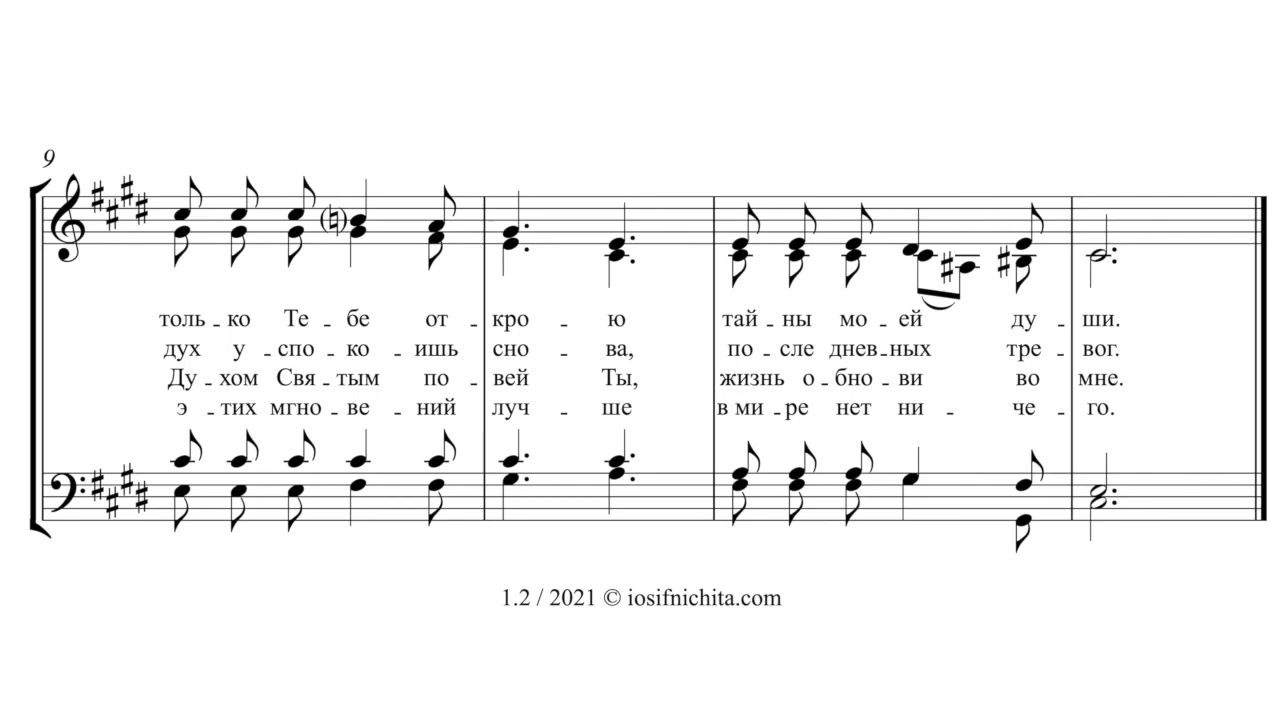 9
толь - ко Те - бе от - кро - ю тай - ны мо - ей ду - ши.
дух у - спо - ко - ишь сно - ва, по - сле днев - ных тре - вог.
Ду - хом Свя - тым по - вей Ты, жизнь о - бно - ви во мне.
э - тих мгно - ве - ний луч - ше в ми - ре нет ни - че - го.
1.2 / 2021 © iosifnichita.com